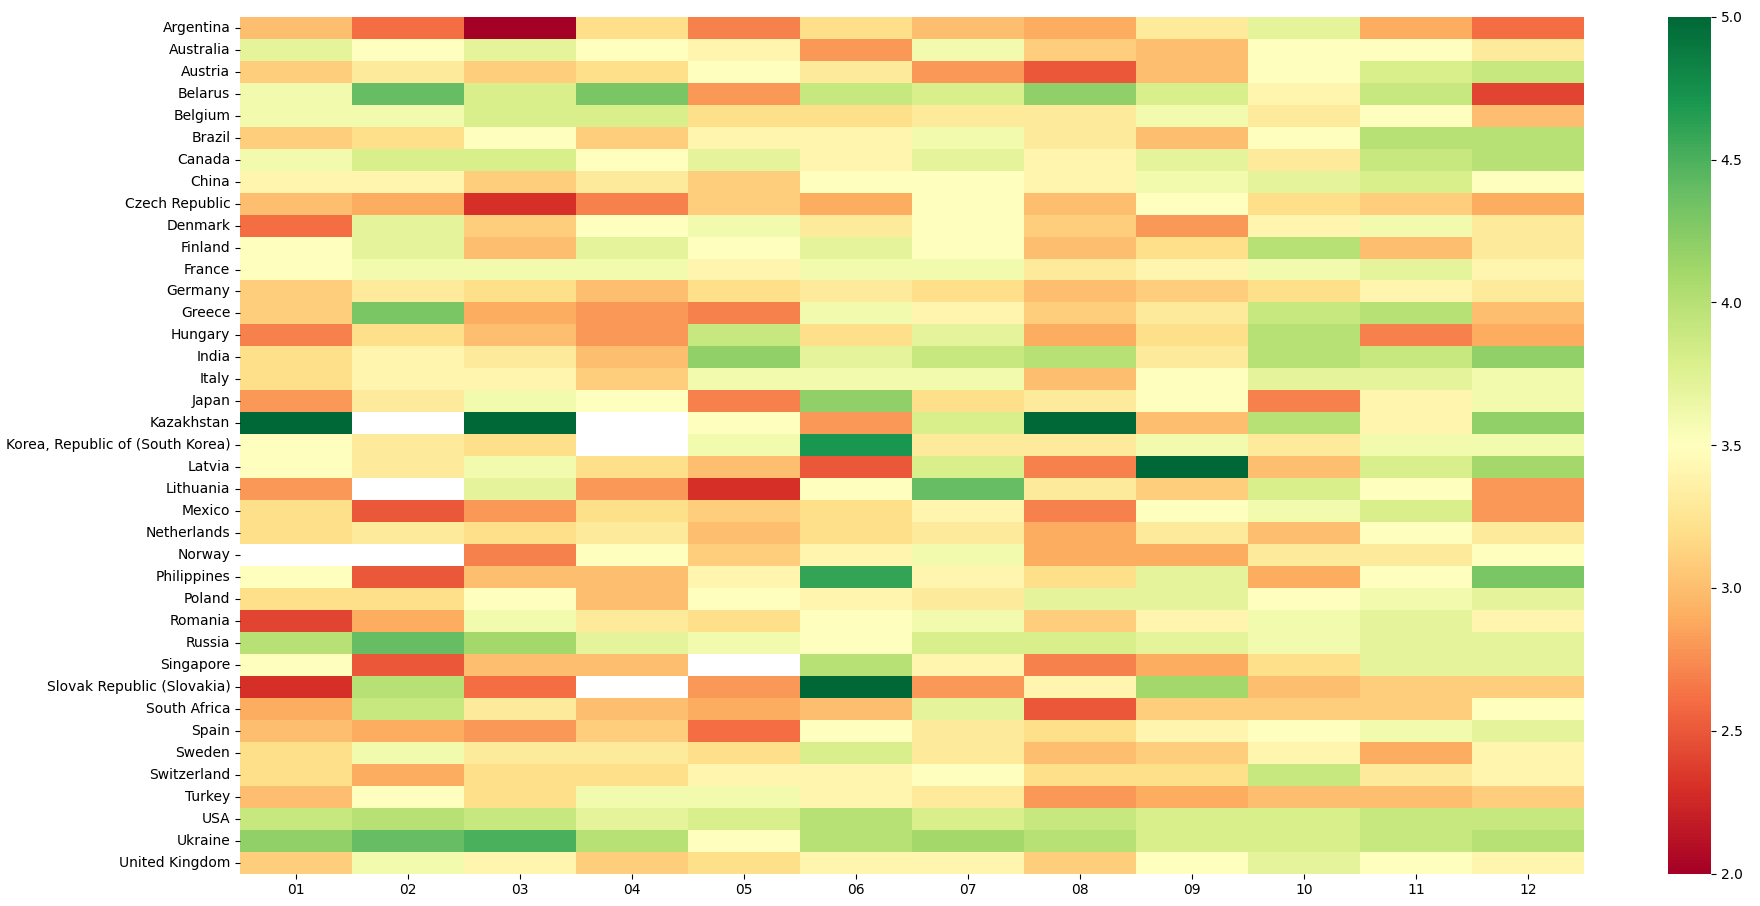 Argentina
Australia
Austria
Belarus
Belgium
Brazil
Canada
China
Czech Republic
Denmark
Finland
France
Germany
Greece
Hungary
India
Italy
Japan
Kazakhstan
Korea, Republic of (South Korea)
Latvia
Lithuania
Mexico
Netherlands
Norway
Philippines
Poland
Romania
Russia
Singapore
Slovak Republic (Slovakia)
South Africa
Spain
Sweden
Switzerland
Turkey
USA
Ukraine
United Kingdom
01 02 03 04 05 06 07 08 09 10 11 12
5.0
4.5
4.0
3.5
3.0
2.5
2.0